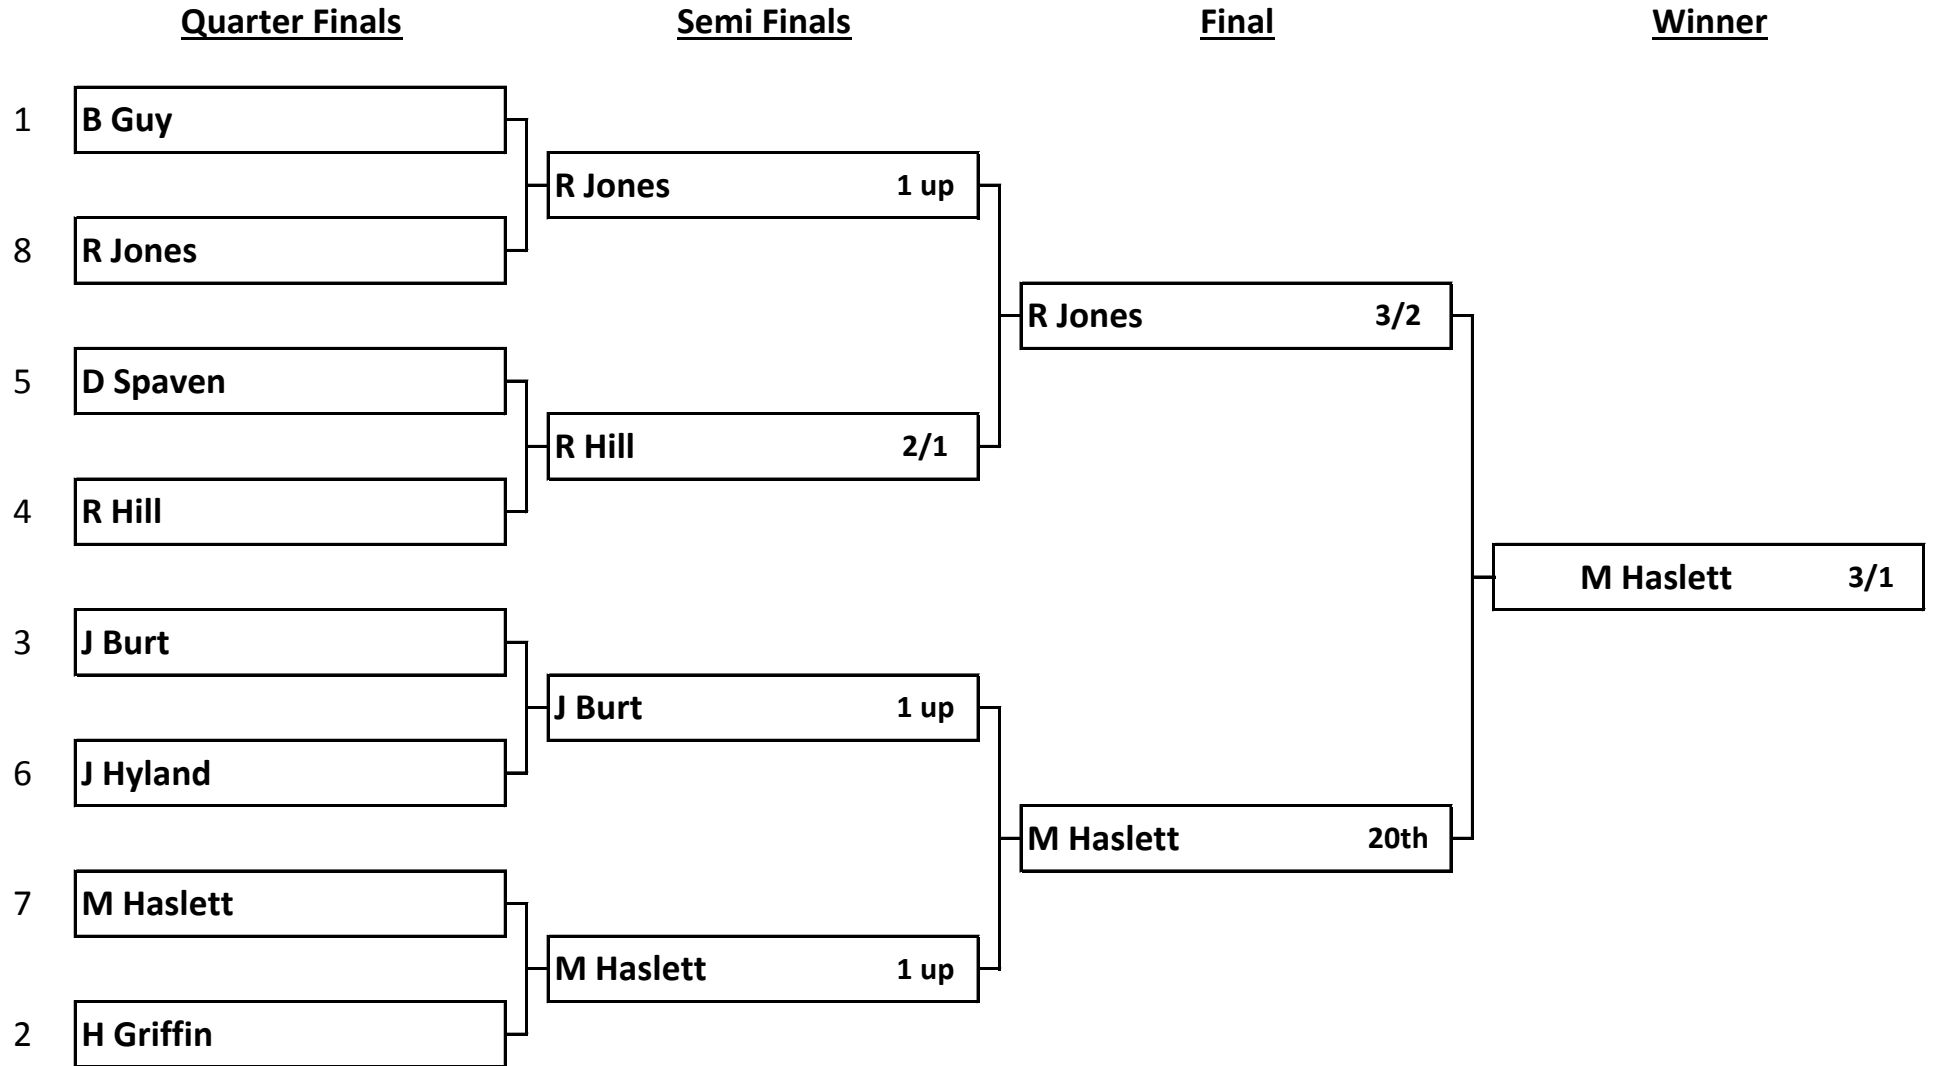 Quarter Finals Semi Finals Final Winner
1 B Guy
R Jones 1 up
8 R Jones
R Jones 3/2
5 D Spaven
R Hill 2/1
4 R Hill
M Haslett 3/1
3 J Burt
J Burt 1 up
6 J Hyland
M Haslett 20th
7 M Haslett
M Haslett 1 up
2 H Griffin